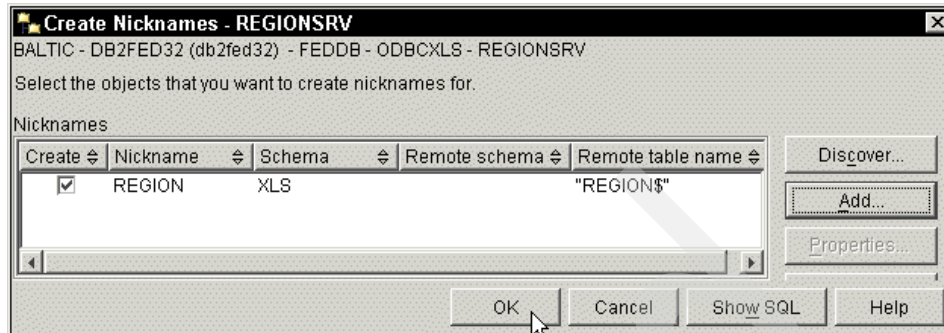 Create Nicknames - REGIONSRV
BALTIC - DB2FED32 (db2fed32) - FEDDB - ODBCXLS - REGIONSRV
Select the objects that you want to create nicknames for.
Nicknames
Create Nickname Schema Remote schema Remote table name
REGION XLS "REGION$"
Discover...
Add...
Properties...
OK Cancel Show SQL Help